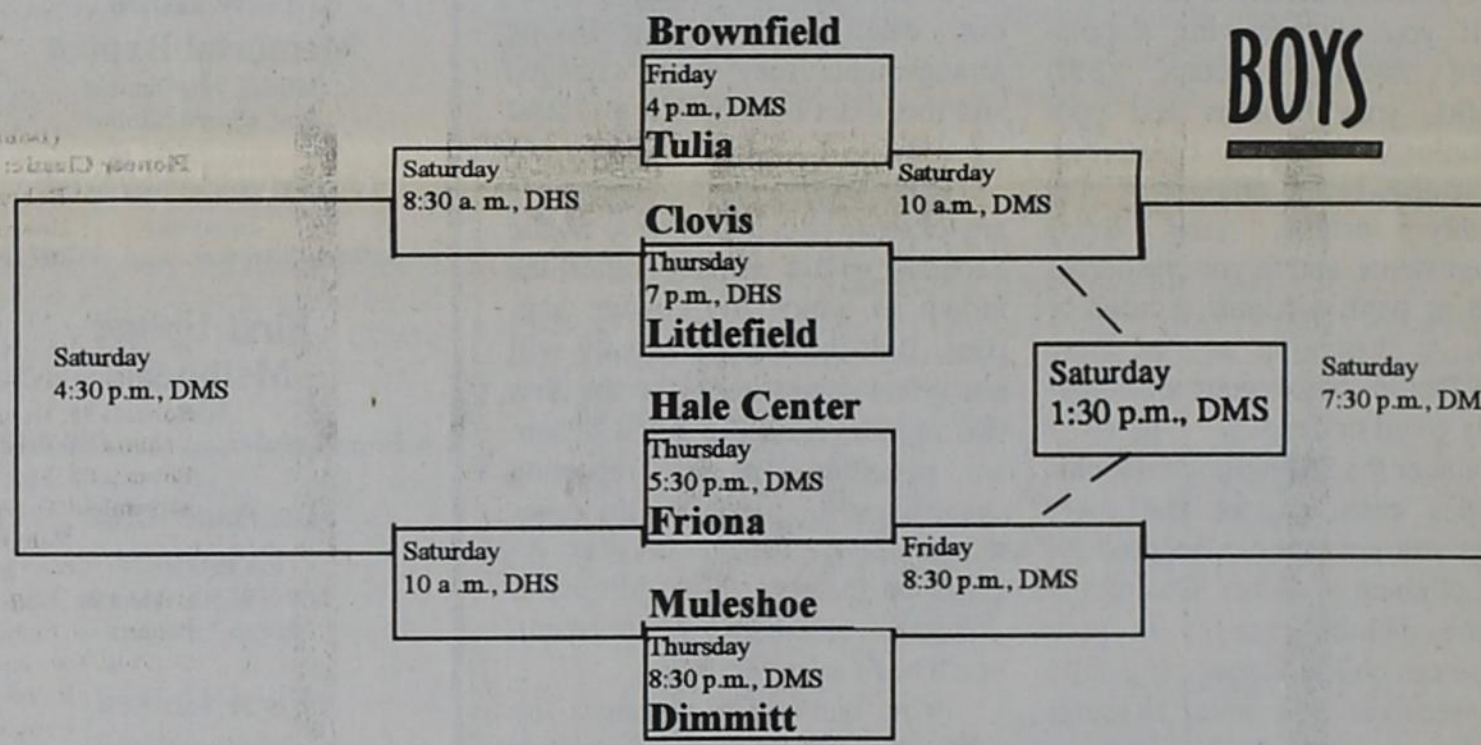 BOYS
Brownfield
Friday
4 p.m., DMS
Tulia
Saturday
8:30 a. m., DHS
Saturday
10 a.m., DMS
Clovis
Thursday
7 p.m., DHS
Littlefield
Saturday
4:30 p.m., DMS
Saturday
1:30 p.m., DMS
Saturday
7:30 p.m., DM
Hale Center
Thursday
5:30 p.m., DMS
Friona
Saturday
10 a .m., DHS
Friday
8:30 p.m., DMS
Muleshoe
Thursday
8:30 p.m., DMS
Dimmitt